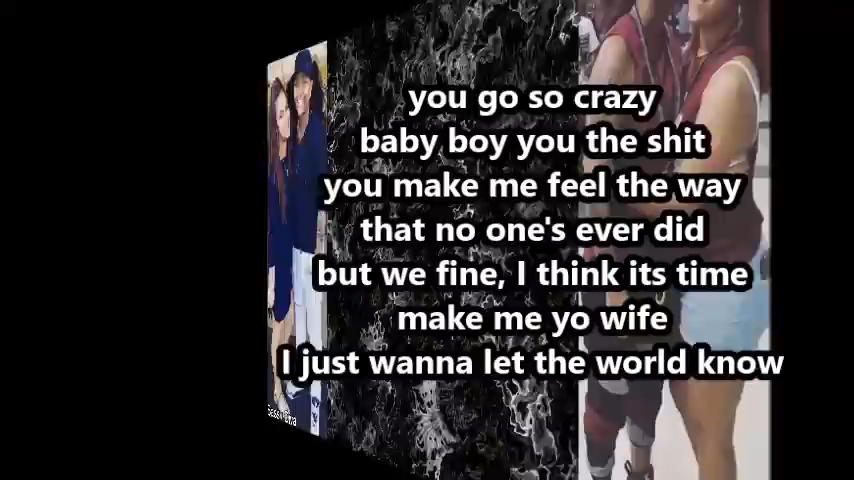 you go so crazy
baby boy you the shit
you make me feel the way
that no one's ever did
but we fine, I think its time
make me yo wife
I just wanna let the world know